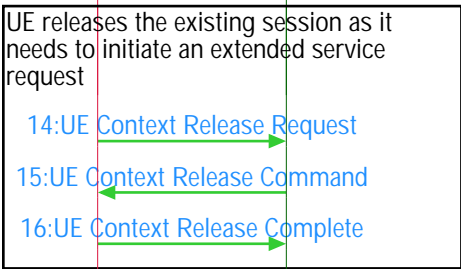 UE releases the existing session as it
needs to initiate an extended service
request
14:UE Context Release Request
15:UE Context Release Command
16:UE Context Release Complete